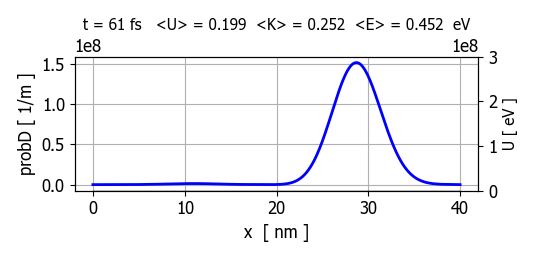 t = 61 fs   <U> = 0.199  <K> = 0.252  <E> = 0.452  eV
1e8 1e8
1.5 1.0 0.5 0.0
probD [ 1/m ]
3 2 1 0
U [ eV ]
0 10 20 30 40
x  [ nm ]